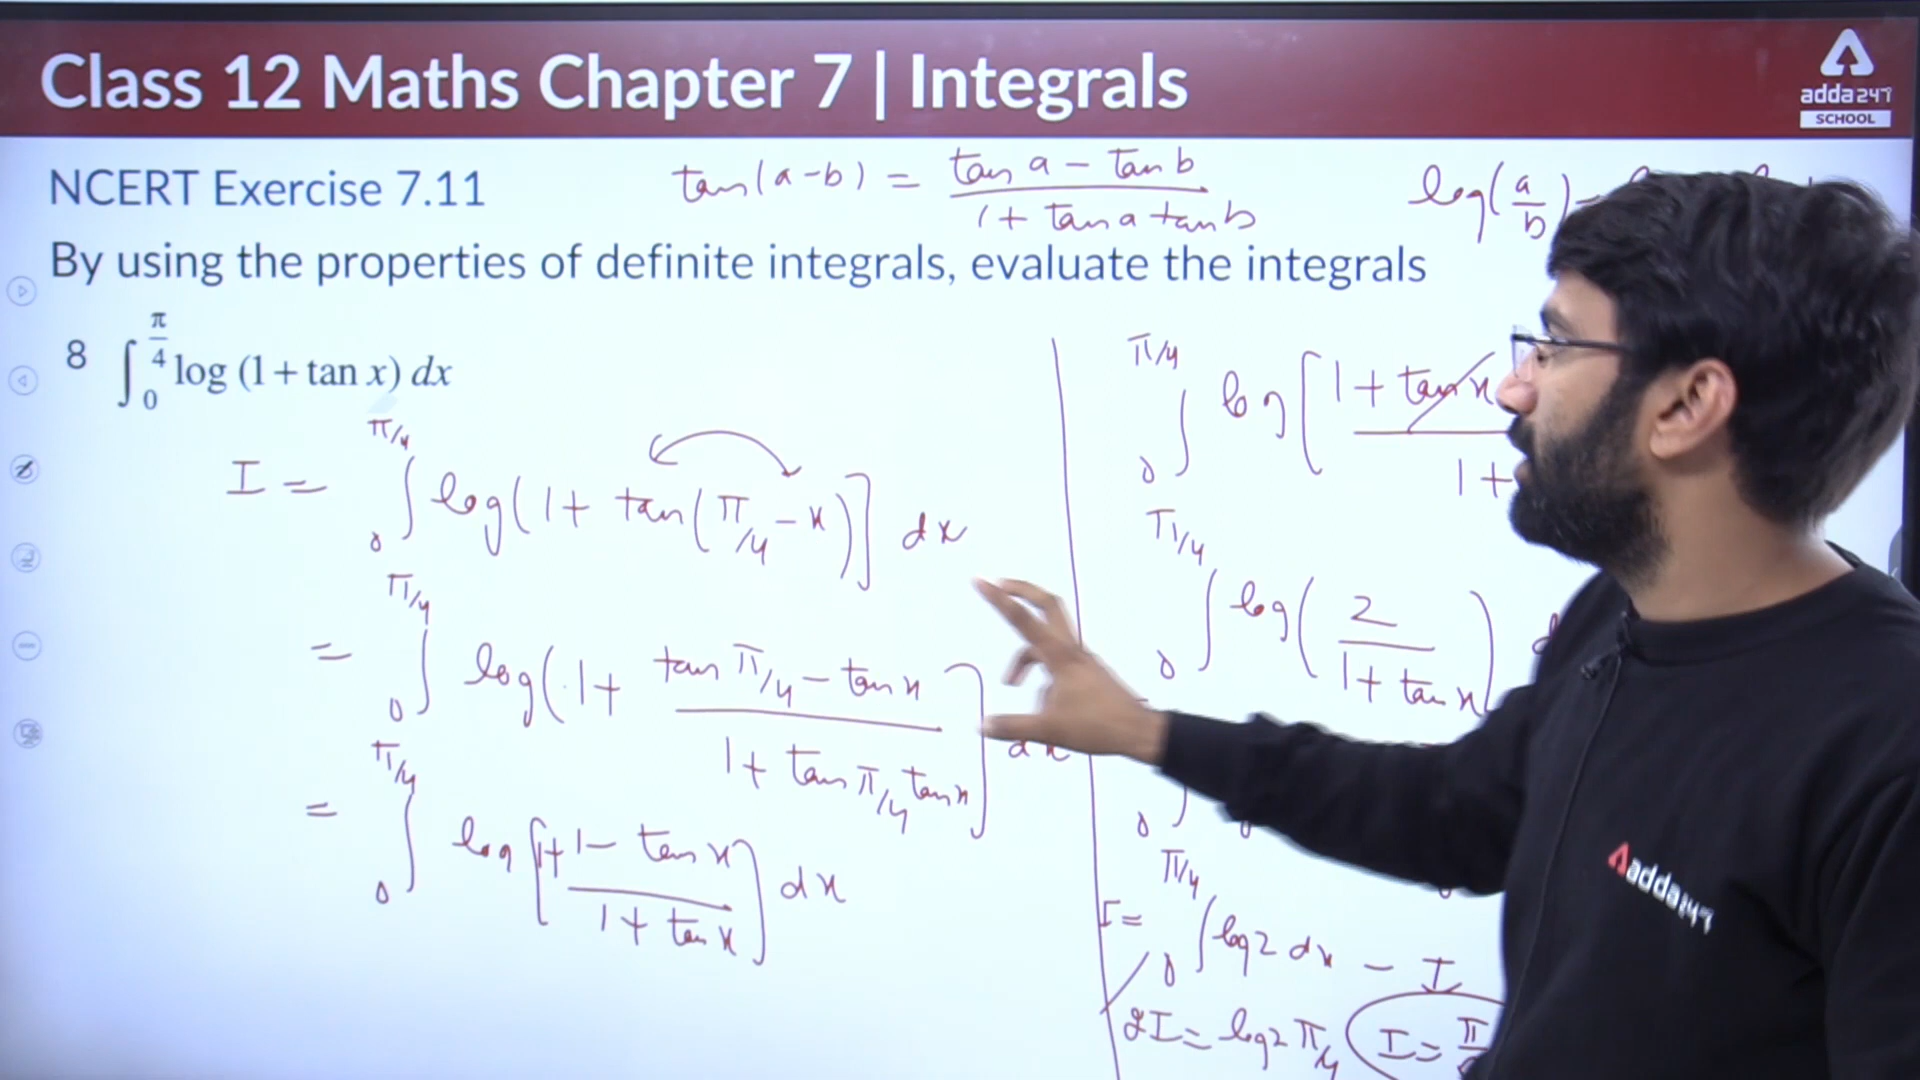 Class 12 Maths Chapter 7 | Integrals
adda247
SCHOOL
NCERT Exercise 7.11
tan(a-b) = (tan a - tan b)/(1 + tan a tan b)
log(a/b) =
By using the properties of definite integrals, evaluate the integrals
8 ∫₀^(π/4) log (1 + tan x) dx
I = ∫₀^(π/4) log(1 + tan(π/4 - x)] dx
= ∫₀^(π/4) log(1 + (tan π/4 - tan x)/(1 + tan π/4 tan x)] dx
= ∫₀^(π/4) log[1 + (1 - tan x)/(1 + tan x)] dx
∫₀^(π/4) log[1 + tan x
1 +
∫₀^(π/4) log(2/(1 + tan x)) d
I = ∫₀^(π/4) log2 dx - I
2I = log2 π/4
I = π
adda247